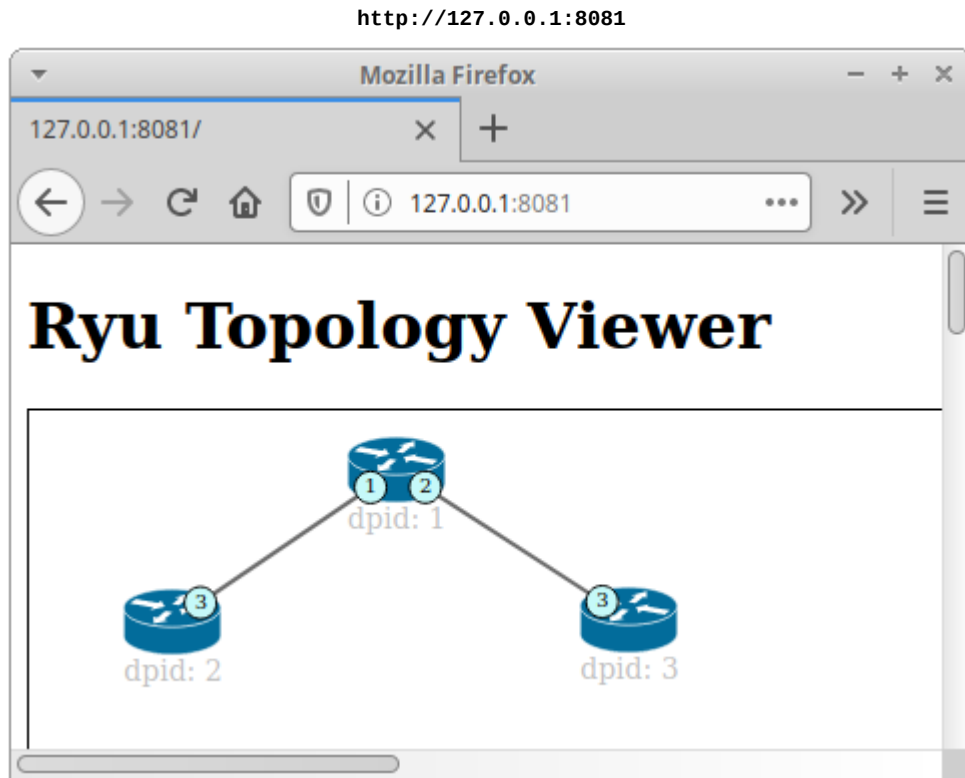 http://127.0.0.1:8081
Mozilla Firefox
127.0.0.1:8081/
127.0.0.1:8081
Ryu Topology Viewer
1 2
dpid: 1
3 3
dpid: 2 dpid: 3